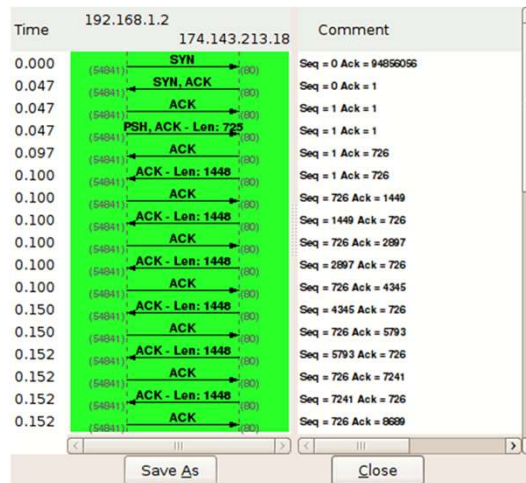 Time 192.168.1.2 174.143.213.18 Comment
0.000 (54841) SYN (80) Seq = 0 Ack = 94856056
0.047 (54841) SYN, ACK (80) Seq = 0 Ack = 1
0.047 (54841) ACK (80) Seq = 1 Ack = 1
0.047 (54841) PSH, ACK - Len: 725 (80) Seq = 1 Ack = 1
0.097 (54841) ACK (80) Seq = 1 Ack = 726
0.100 (54841) ACK - Len: 1448 (80) Seq = 1 Ack = 726
0.100 (54841) ACK (80) Seq = 726 Ack = 1449
0.100 (54841) ACK - Len: 1448 (80) Seq = 1449 Ack = 726
0.100 (54841) ACK (80) Seq = 726 Ack = 2897
0.100 (54841) ACK - Len: 1448 (80) Seq = 2897 Ack = 726
0.100 (54841) ACK (80) Seq = 726 Ack = 4345
0.150 (54841) ACK - Len: 1448 (80) Seq = 4345 Ack = 726
0.150 (54841) ACK (80) Seq = 726 Ack = 5793
0.152 (54841) ACK - Len: 1448 (80) Seq = 5793 Ack = 726
0.152 (54841) ACK (80) Seq = 726 Ack = 7241
0.152 (54841) ACK - Len: 1448 (80) Seq = 7241 Ack = 726
0.152 (54841) ACK (80) Seq = 726 Ack = 8689
Save As Close